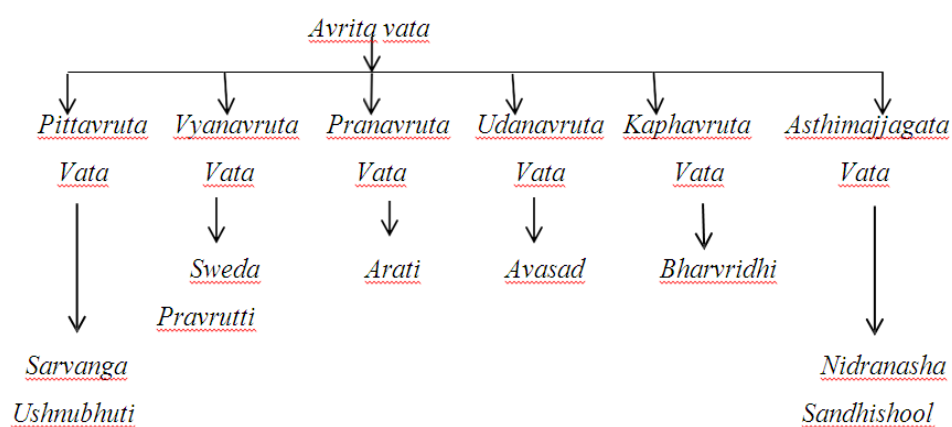 Avrita vata
Pittavruta Vyanavruta Pranavruta Udanavruta Kaphavruta Asthimajjagata
Vata Vata Vata Vata Vata Vata
Sweda Arati Avasad Bharvridhi
Pravrutti
Sarvanga Nidranasha
Ushnubhuti Sandhishool